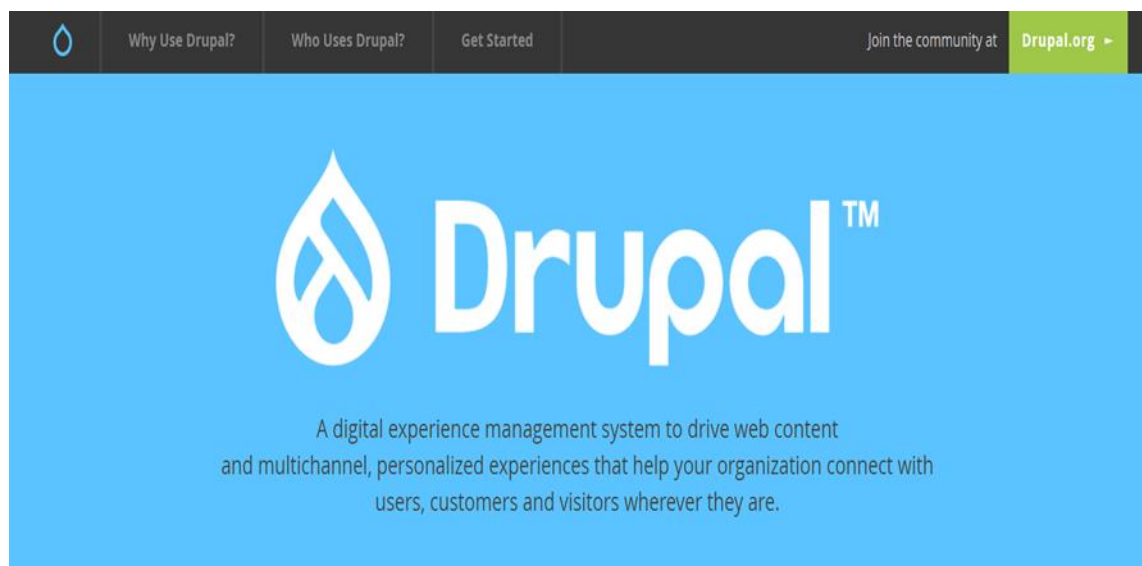 Why Use Drupal? Who Uses Drupal? Get Started Join the community at Drupal.org
Drupal™
A digital experience management system to drive web content
and multichannel, personalized experiences that help your organization connect with
users, customers and visitors wherever they are.